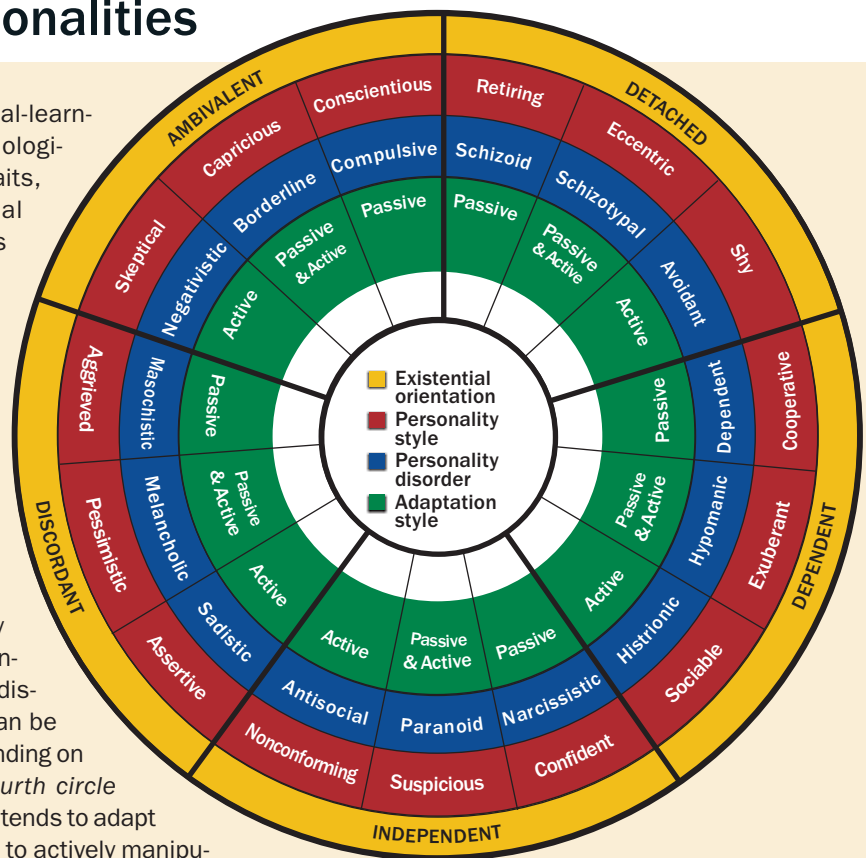 onalities
al-learn-
ologi-
aits,
al
s
y
n-
dis-
an be
nding on
urth circle
tends to adapt
to actively manipu-
AMBIVALENT
DETACHED
DEPENDENT
INDEPENDENT
DISCORDANT
Conscientious
Retiring
Eccentric
Shy
Cooperative
Exuberant
Sociable
Confident
Suspicious
Nonconforming
Assertive
Pessimistic
Aggrieved
Skeptical
Capricious
Compulsive
Schizoid
Schizotypal
Avoidant
Dependent
Hypomanic
Histrionic
Narcissistic
Paranoid
Antisocial
Sadistic
Melancholic
Masochistic
Negativistic
Borderline
Passive
Passive
Passive
& Active
Active
Passive
Passive
& Active
Active
Passive
Passive
& Active
Active
Active
Passive
& Active
Passive
Active
Passive
& Active
Existential
orientation
Personality
style
Personality
disorder
Adaptation
style